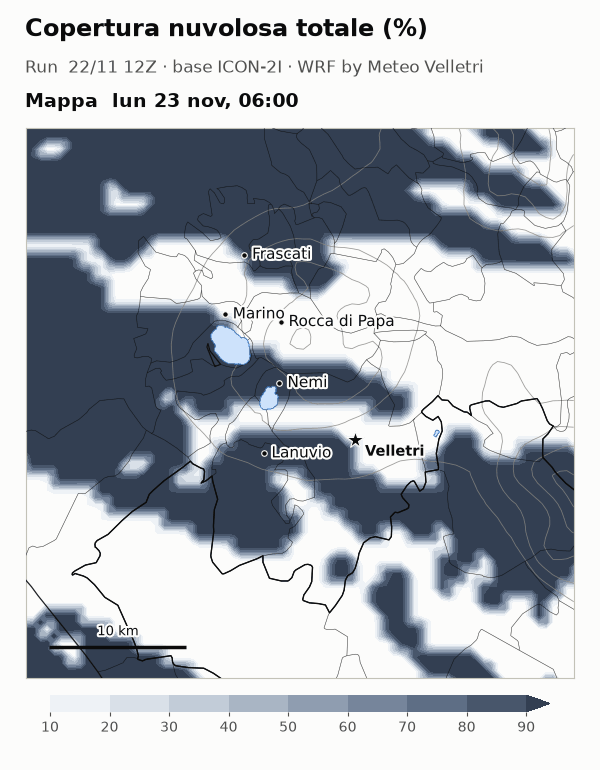 Copertura nuvolosa totale (%)
Run  22/11 12Z · base ICON-2I · WRF by Meteo Velletri
Mappa  lun 23 nov, 06:00
Frascati
Marino
Rocca di Papa
Nemi
Velletri
Lanuvio
10 km
10 20 30 40 50 60 70 80 90